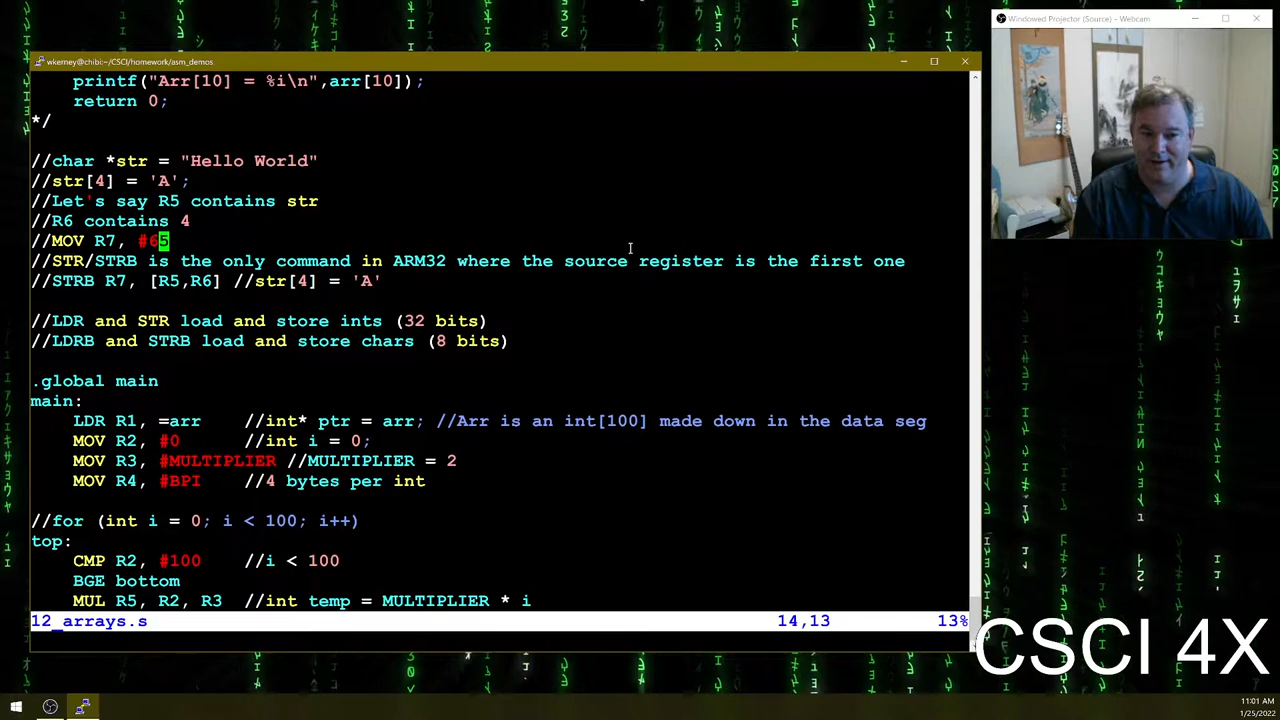 Windowed Projector (Source) - Webcam
wkerney@chibi:~/CSCI/homework/asm_demos
    printf("Arr[10] = %i\n",arr[10]);
    return 0;
*/
//char *str = "Hello World"
//str[4] = 'A';
//Let's say R5 contains str
//R6 contains 4
//MOV R7, #65
//STR/STRB is the only command in ARM32 where the source register is the first one
//STRB R7, [R5,R6] //str[4] = 'A'
//LDR and STR load and store ints (32 bits)
//LDRB and STRB load and store chars (8 bits)
.global main
main:
    LDR R1, =arr    //int* ptr = arr; //Arr is an int[100] made down in the data seg
    MOV R2, #0      //int i = 0;
    MOV R3, #MULTIPLIER //MULTIPLIER = 2
    MOV R4, #BPI    //4 bytes per int
//for (int i = 0; i < 100; i++)
top:
    CMP R2, #100    //i < 100
    BGE bottom
    MUL R5, R2, R3  //int temp = MULTIPLIER * i
12_arrays.s 14,13 13%
CSCI 4X
11:01 AM
1/25/2022